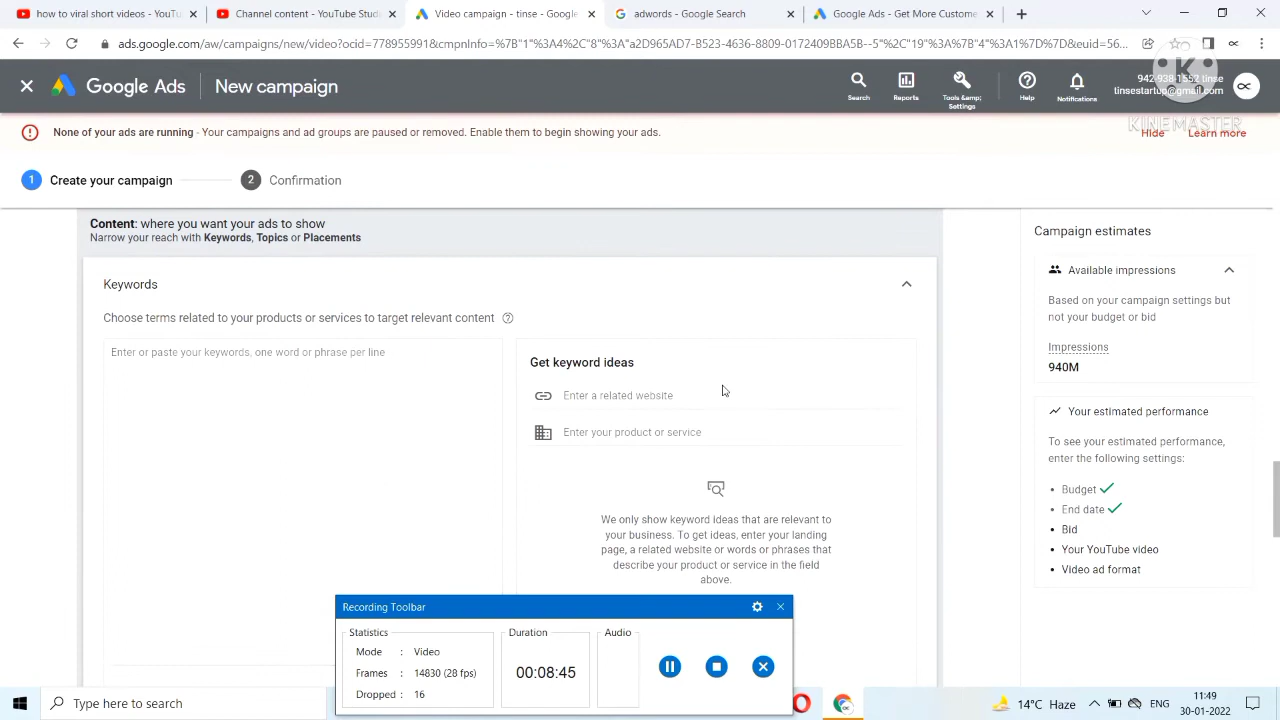 how to viral short videos - YouTu
Channel content - YouTube Studi
Video campaign - tinse - Google
adwords - Google Search
Google Ads - Get More Custome
ads.google.com/aw/campaigns/new/video?ocid=778955991&cmpnInfo=%7B"1"%3A4%2C"8"%3A"a2D965AD7-B523-4636-8809-0172409BBA5B--5"%2C"19"%3A%7B"4"%3A1%7D%7D&euid=56...
Google Ads
New campaign
Search
Reports
Tools &amp;
Settings
Help
Notifications
942-938-1552 tinse
tinsestartup@gmail.com
KINEMASTER
None of your ads are running - Your campaigns and ad groups are paused or removed. Enable them to begin showing your ads.
Hide
Learn more
1 Create your campaign
2 Confirmation
Content: where you want your ads to show
Narrow your reach with Keywords, Topics or Placements
Keywords
Choose terms related to your products or services to target relevant content
Enter or paste your keywords, one word or phrase per line
Get keyword ideas
Enter a related website
Enter your product or service
We only show keyword ideas that are relevant to
your business. To get ideas, enter your landing
page, a related website or words or phrases that
describe your product or service in the field
above.
Campaign estimates
Available impressions
Based on your campaign settings but
not your budget or bid
Impressions
940M
Your estimated performance
To see your estimated performance,
enter the following settings:
• Budget
• End date
• Bid
• Your YouTube video
• Video ad format
Recording Toolbar
Statistics
Mode : Video
Frames : 14830 (28 fps)
Dropped : 16
Duration
00:08:45
Audio
Type here to search
14°C Haze
ENG
11:49
30-01-2022